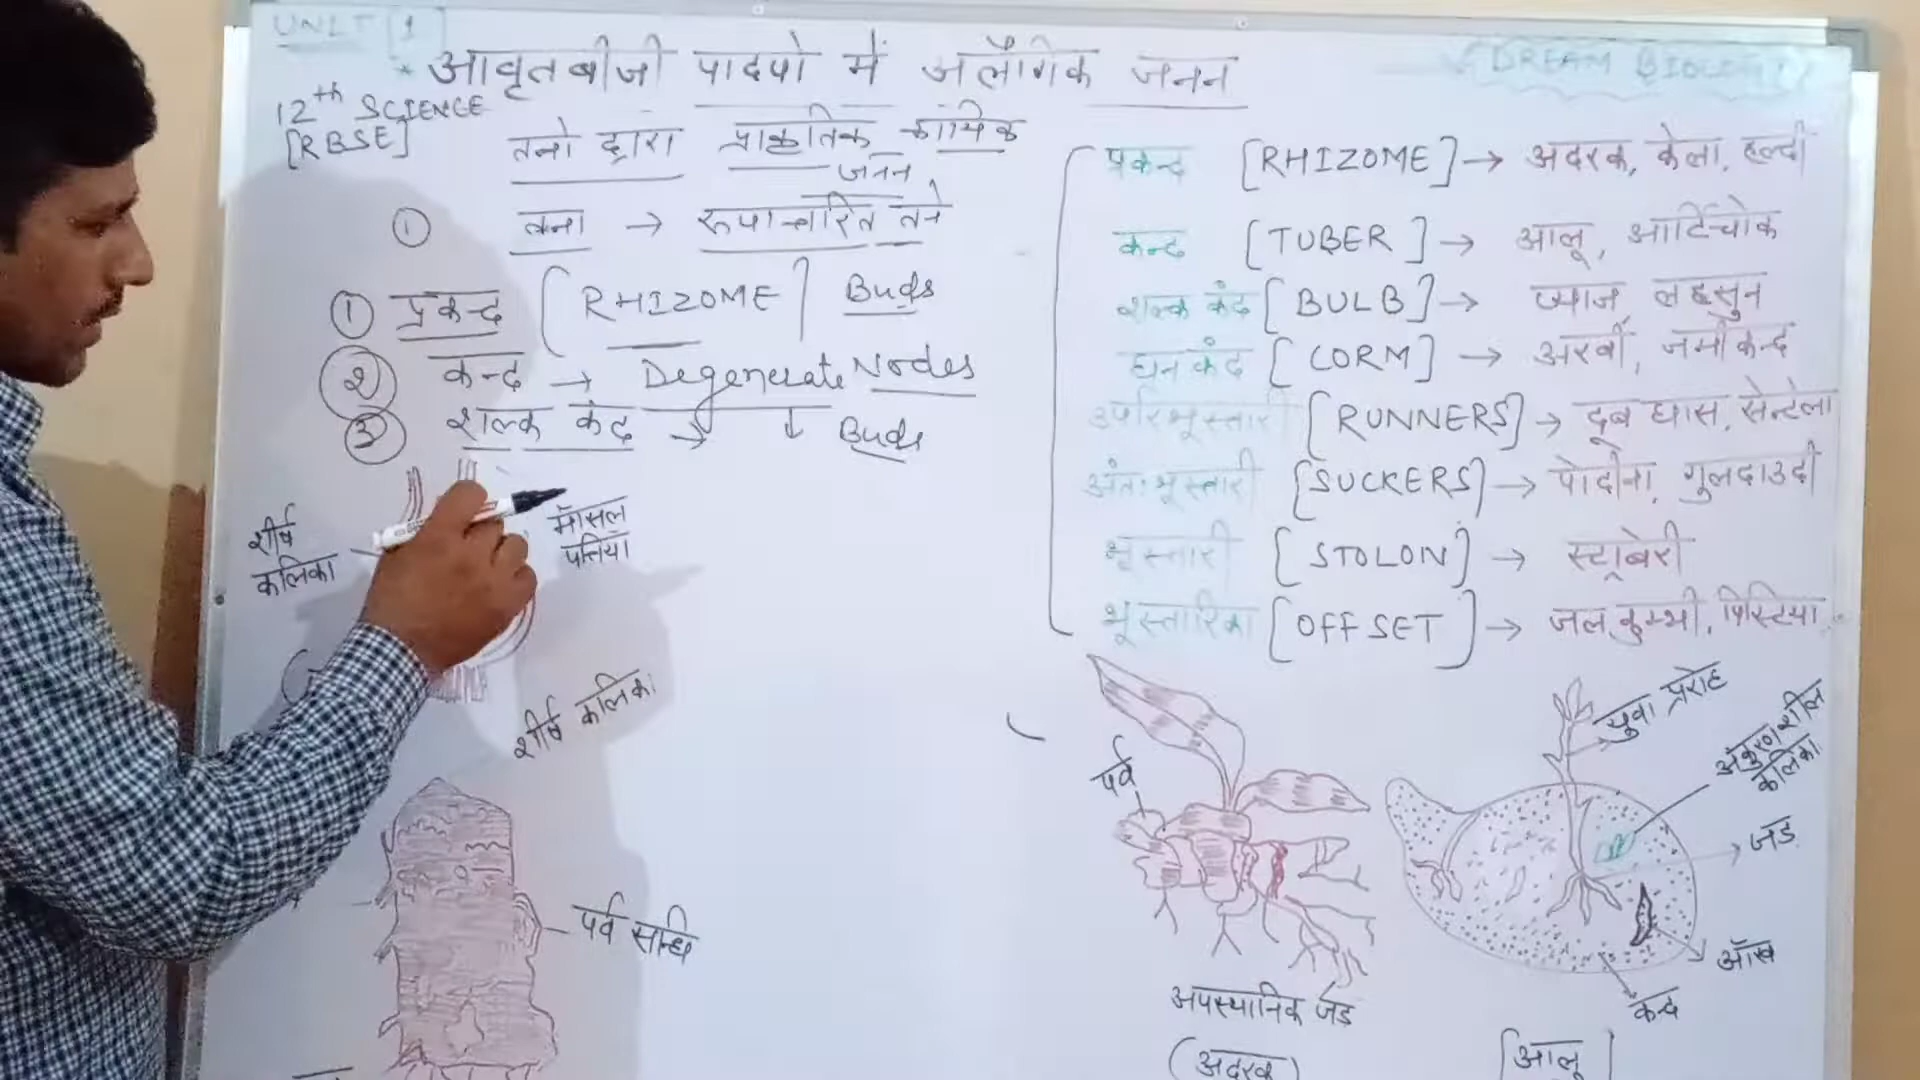 UNIT 1
* आवृतबीजी पादपो में अलैंगिक जनन
DREAM BIOLOGY
12th SCIENCE
[RBSE]
तनो द्वारा प्राकृतिक कायिक
जनन
① तना → रूपान्तरित तने
① प्रकन्द [RHIZOME] Buds
② कन्द → Degenerate Nodes
③ शल्क कंद → ↓ Buds
शीर्ष
कलिका
मॉसल
पत्तिया
शीर्ष कलिका
पर्व सन्धि
प्रकन्द [RHIZOME] → अदरक, केला, हल्दी
कन्द [TUBER] → आलू, आर्टिचोक
शल्क कंद [BULB] → प्याज, लहसुन
घन कंद [CORM] → अरबी, जमीकन्द
उपरिभूस्तारी [RUNNERS] → दूब घास, सेन्टेला
अंतःभूस्तारी [SUCKERS] → पोदीना, गुलदाउदी
भूस्तारी [STOLON] → स्ट्राबेरी
भूस्तारिका [OFFSET] → जल कुम्भी, पिस्टिया
पर्व
अपस्थानिक जड
(अदरक)
युवा प्ररोह
अंकुरणशील
कलिका
जड
आँख
कन्द
[आलू]